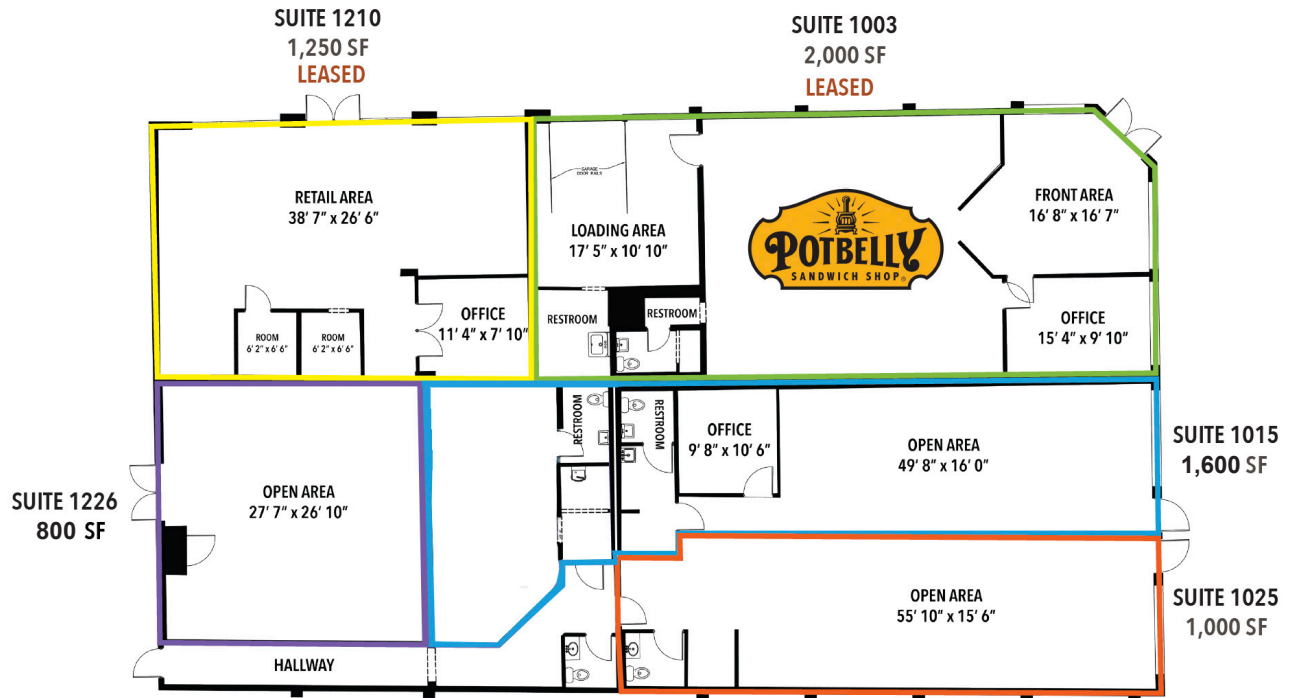 SUITE 1210
1,250 SF
LEASED
SUITE 1003
2,000 SF
LEASED
RETAIL AREA
38' 7" x 26' 6"
GARAGE
DOOR RAILS
LOADING AREA
17' 5" x 10' 10"
POTBELLY
SANDWICH SHOP®
FRONT AREA
16' 8" x 16' 7"
OFFICE
11' 4" x 7' 10"
ROOM
6' 2" x 6' 6"
ROOM
6' 2" x 6' 6"
RESTROOM
RESTROOM
OFFICE
15' 4" x 9' 10"
RESTROOM
RESTROOM
OFFICE
9' 8" x 10' 6"
OPEN AREA
49' 8" x 16' 0"
SUITE 1015
1,600 SF
SUITE 1226
800 SF
OPEN AREA
27' 7" x 26' 10"
OPEN AREA
55' 10" x 15' 6"
SUITE 1025
1,000 SF
HALLWAY